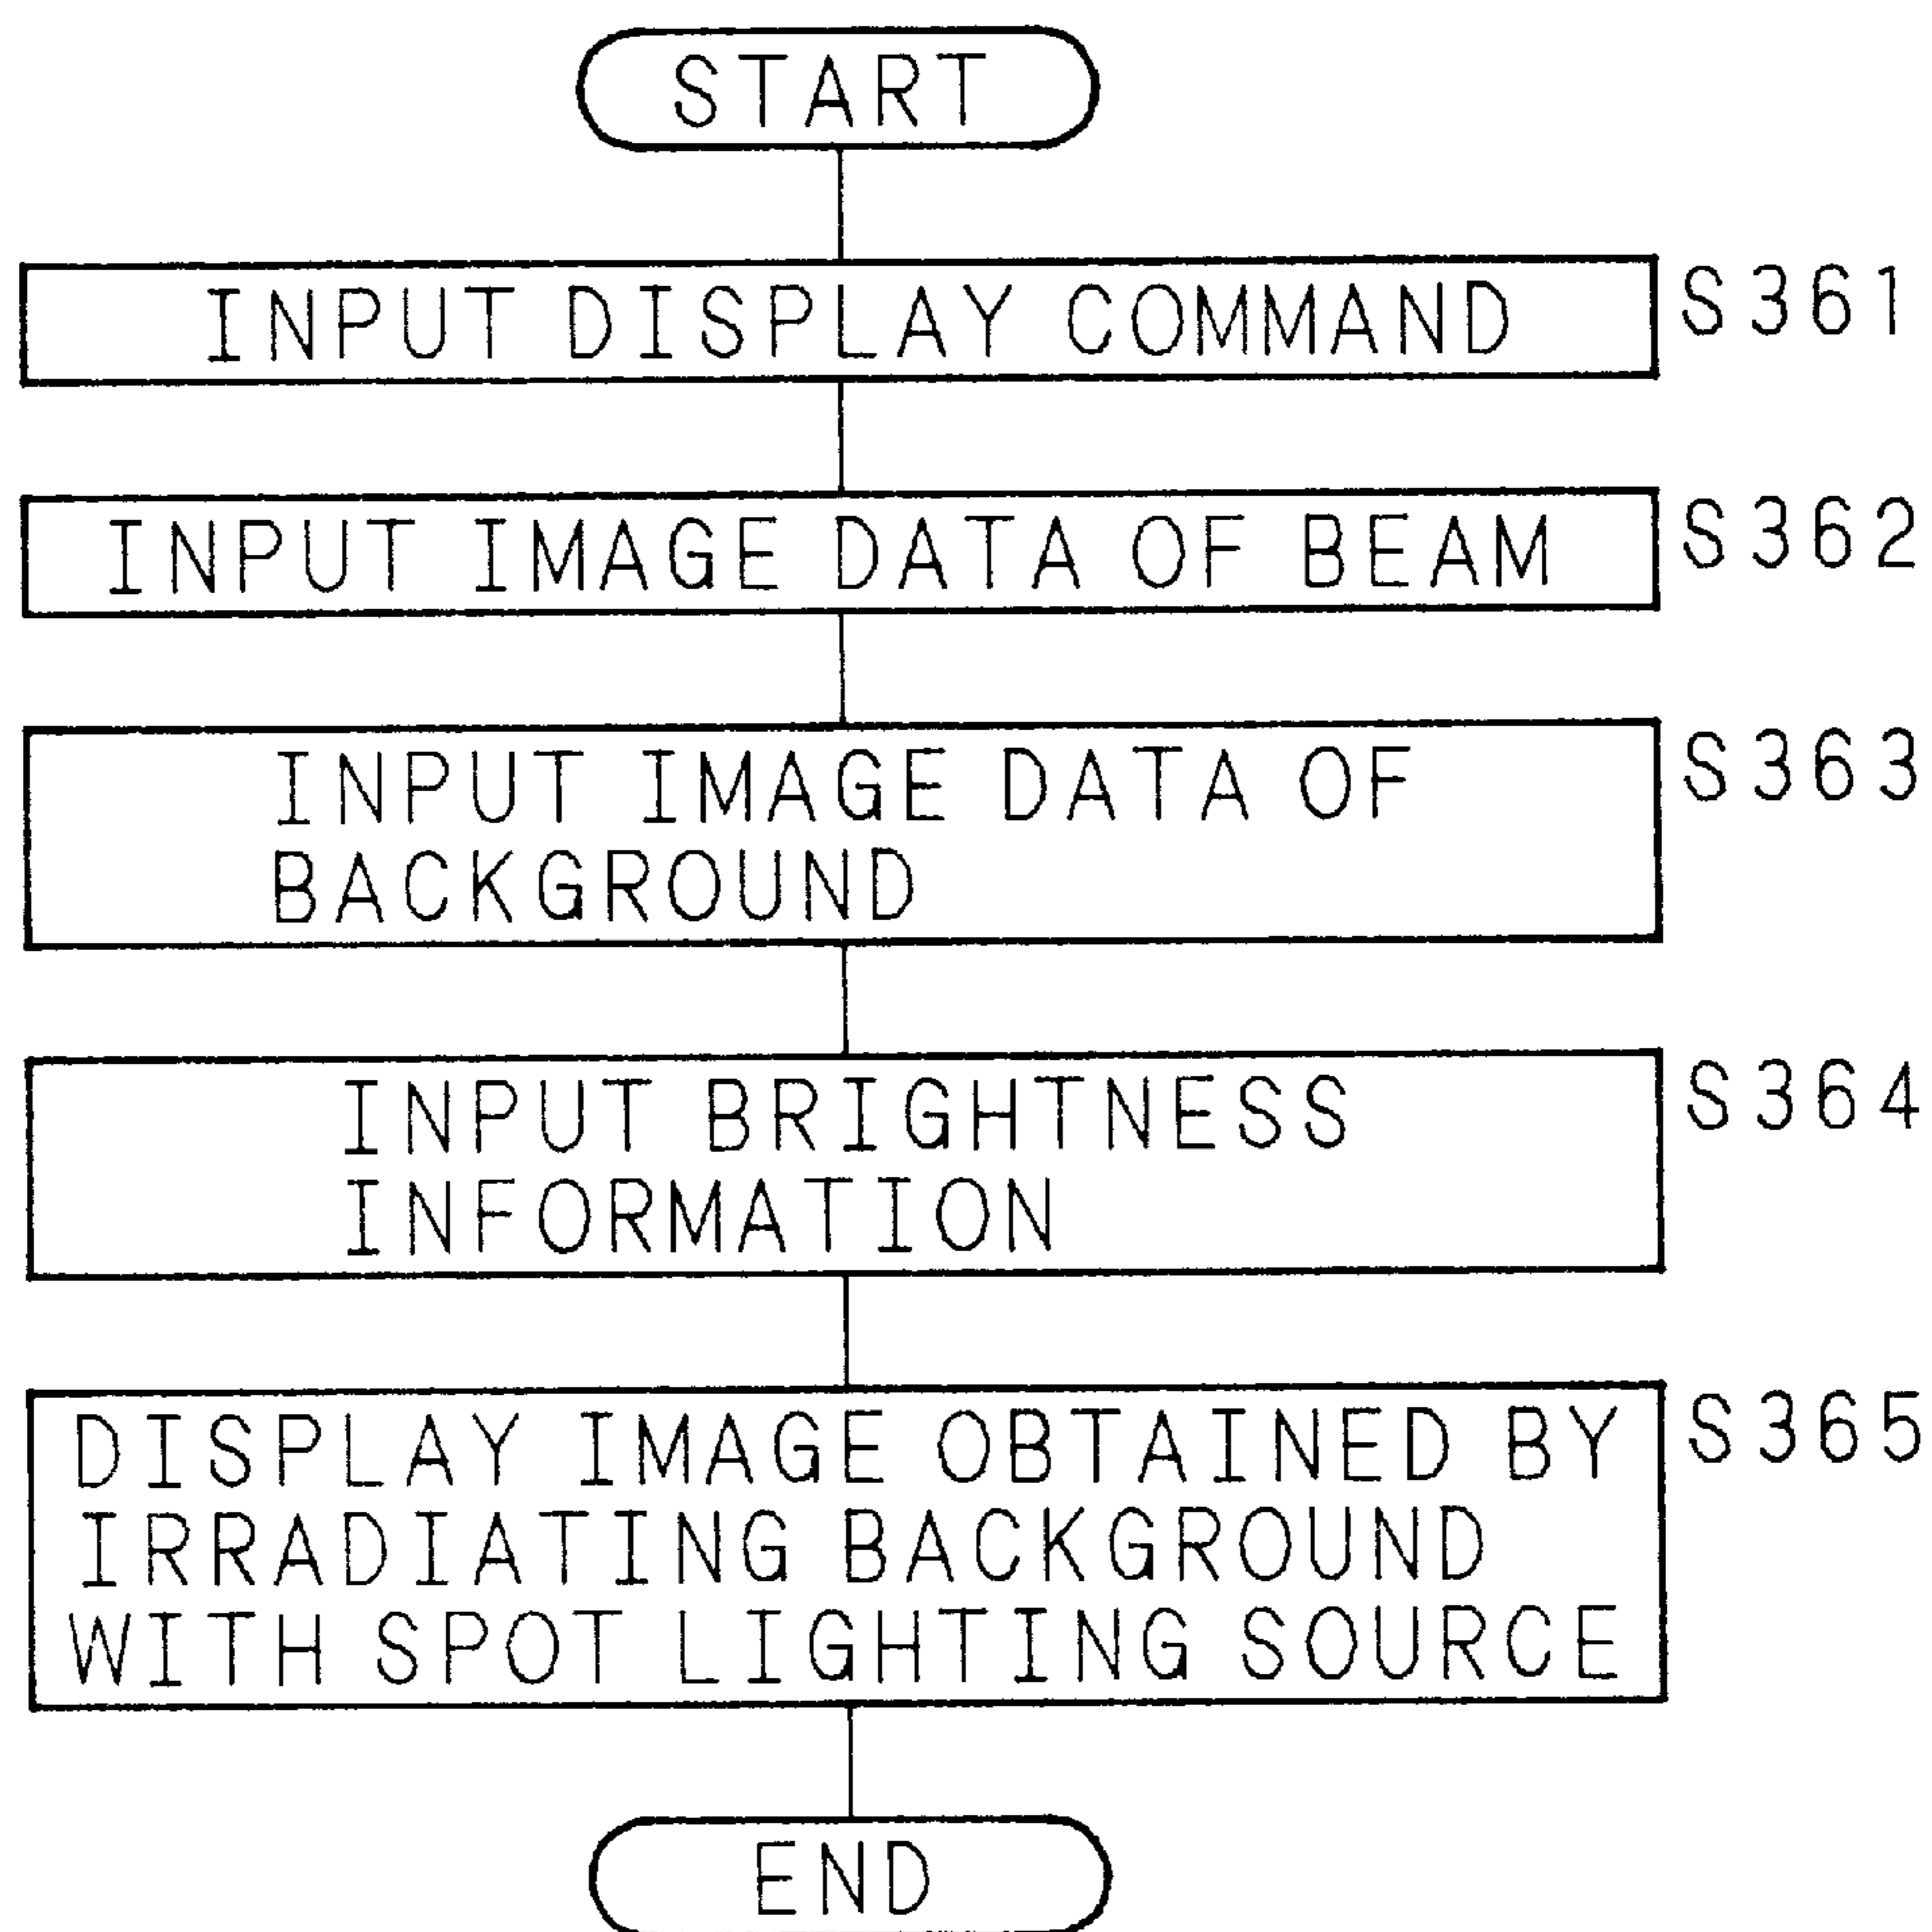 START
INPUT DISPLAY COMMAND S361
INPUT IMAGE DATA OF BEAM S362
INPUT IMAGE DATA OF S363
BACKGROUND
INPUT BRIGHTNESS S364
INFORMATION
DISPLAY IMAGE OBTAINED BY S365
IRRADIATING BACKGROUND
WITH SPOT LIGHTING SOURCE
END